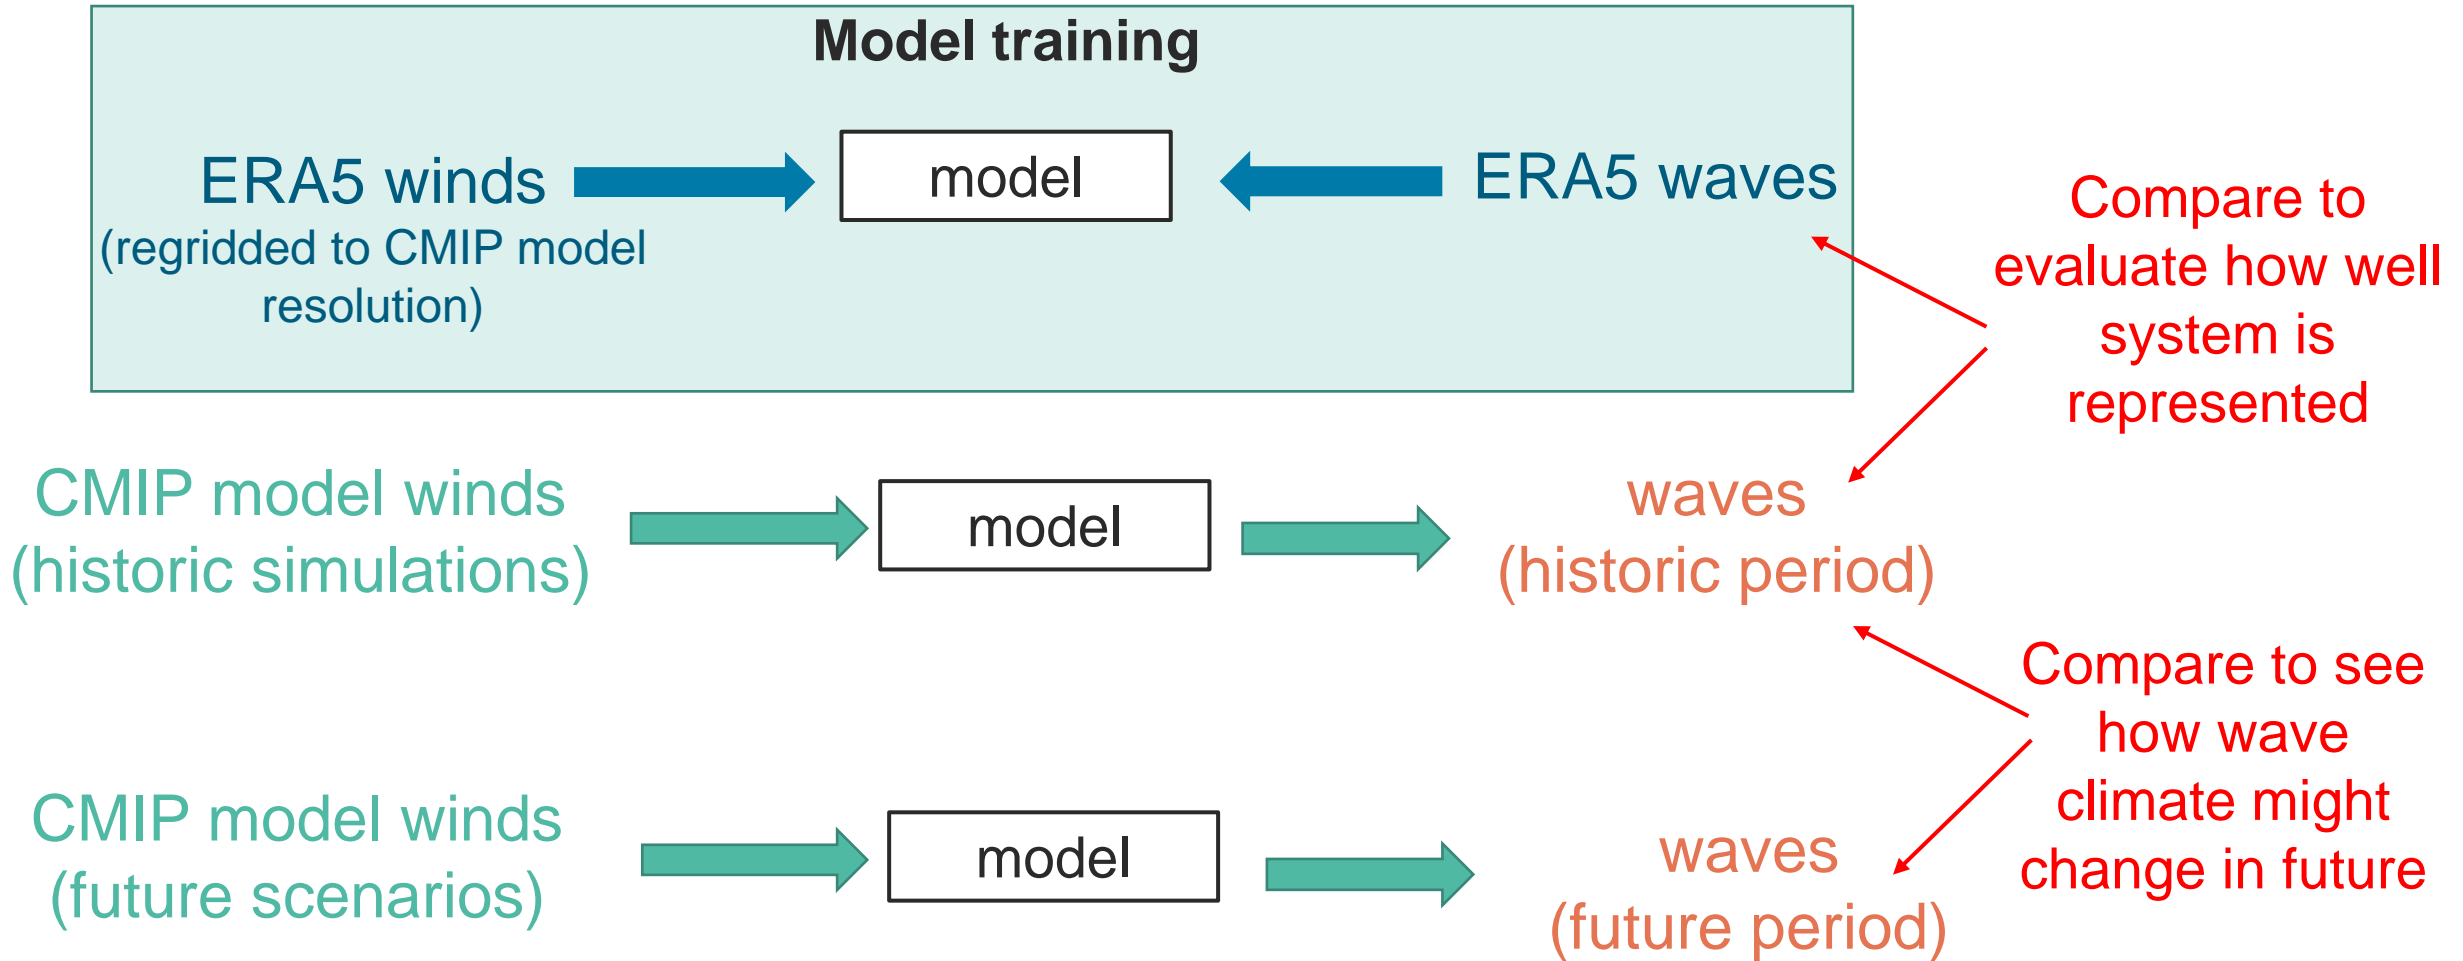 Model training
ERA5 winds
(regridded to CMIP model
resolution)
model
ERA5 waves
Compare to
evaluate how well
system is
represented
CMIP model winds
(historic simulations)
model
waves
(historic period)
Compare to see
how wave
climate might
change in future
CMIP model winds
(future scenarios)
model
waves
(future period)